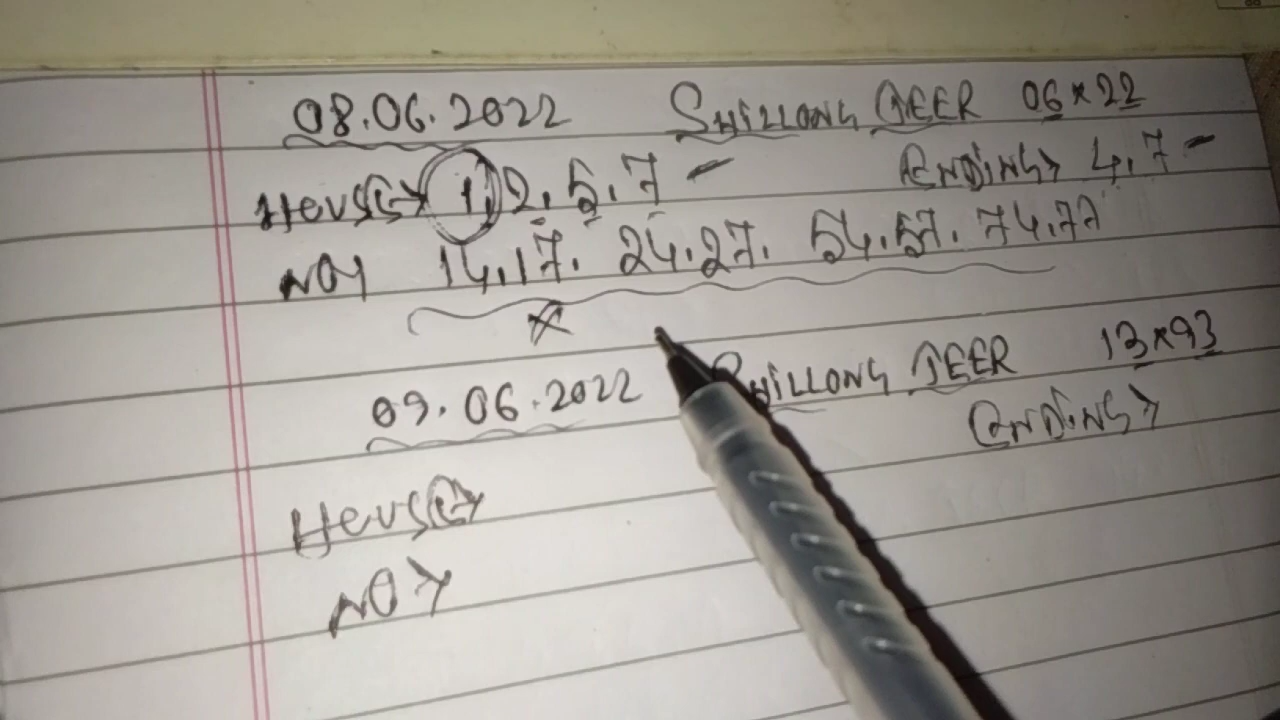 08.06.2022 SHILLONG TEER 06×22
HOUSE> 1,2.5.7 - ENDING> 4.7 -
NO> 14.17. 24.27. 54.57. 74.77
×
09.06.2022 SHILLONG TEER 13×93
ENDING>
HOUSE>
NO>